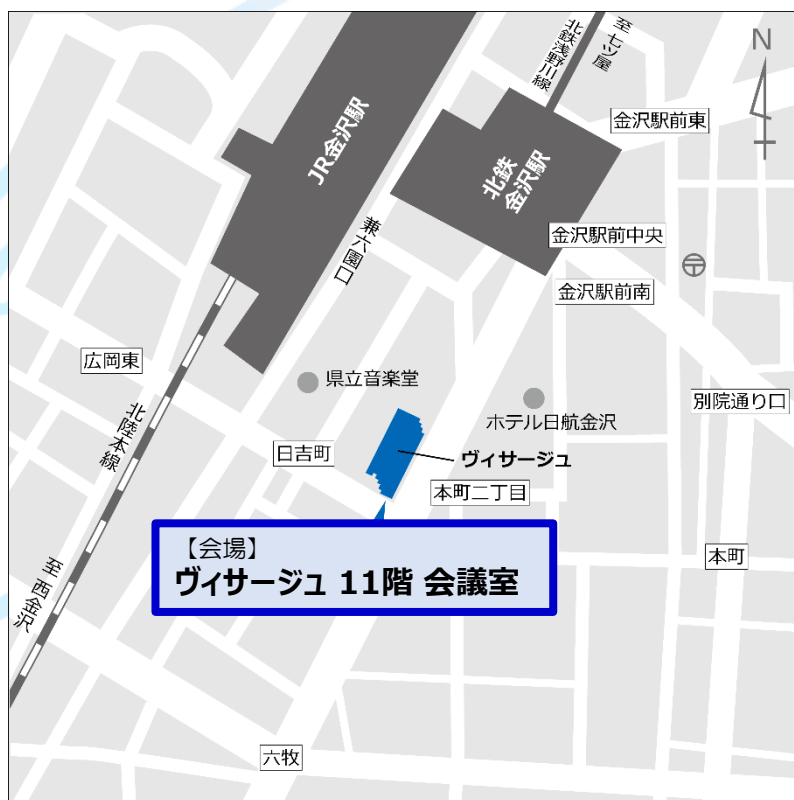 至 七ツ屋
北鉄浅野川線
N
金沢駅前東
JR金沢駅
北鉄
金沢駅
兼六園口
金沢駅前中央
金沢駅前南
広岡東
県立音楽堂
別院通り口
北陸本線
ホテル日航金沢
日吉町
ヴィサージュ
本町二丁目
【会場】
ヴィサージュ 11階 会議室
本町
至 西金沢
六牧